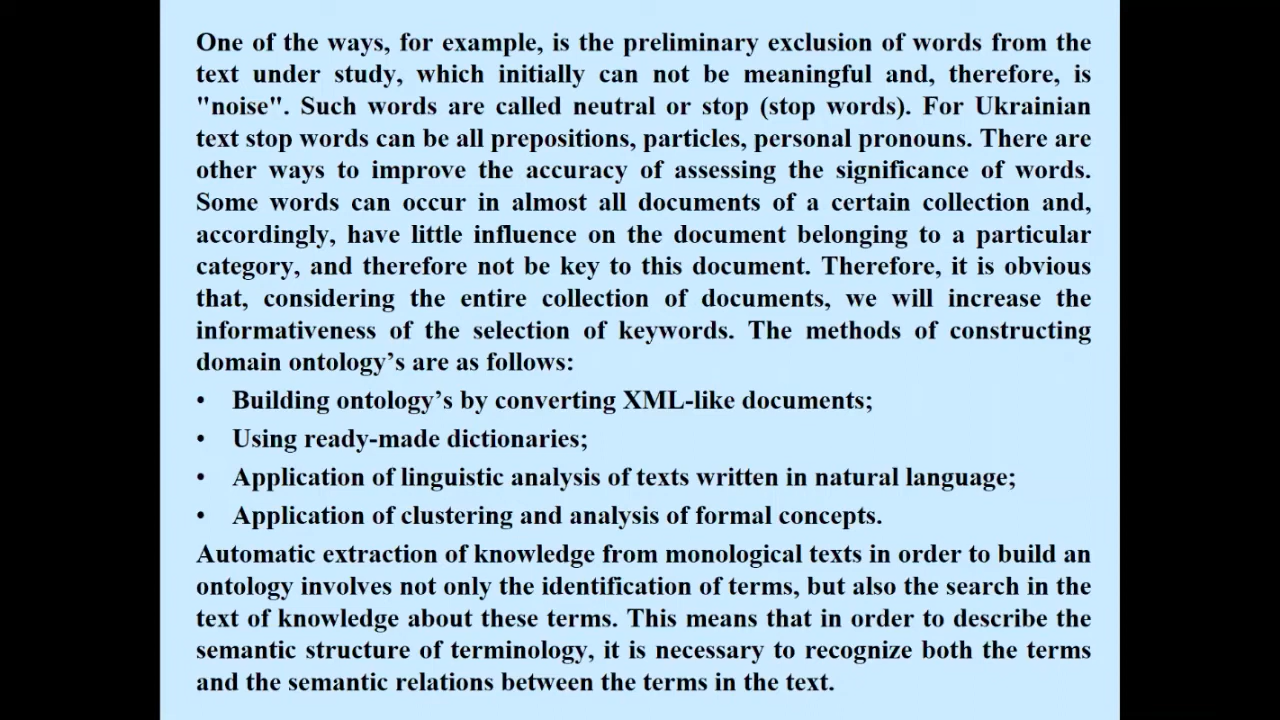 One of the ways, for example, is the preliminary exclusion of words from the
text under study, which initially can not be meaningful and, therefore, is
"noise". Such words are called neutral or stop (stop words). For Ukrainian
text stop words can be all prepositions, particles, personal pronouns. There are
other ways to improve the accuracy of assessing the significance of words.
Some words can occur in almost all documents of a certain collection and,
accordingly, have little influence on the document belonging to a particular
category, and therefore not be key to this document. Therefore, it is obvious
that, considering the entire collection of documents, we will increase the
informativeness of the selection of keywords. The methods of constructing
domain ontology’s are as follows:
• Building ontology’s by converting XML-like documents;
• Using ready-made dictionaries;
• Application of linguistic analysis of texts written in natural language;
• Application of clustering and analysis of formal concepts.
Automatic extraction of knowledge from monological texts in order to build an
ontology involves not only the identification of terms, but also the search in the
text of knowledge about these terms. This means that in order to describe the
semantic structure of terminology, it is necessary to recognize both the terms
and the semantic relations between the terms in the text.